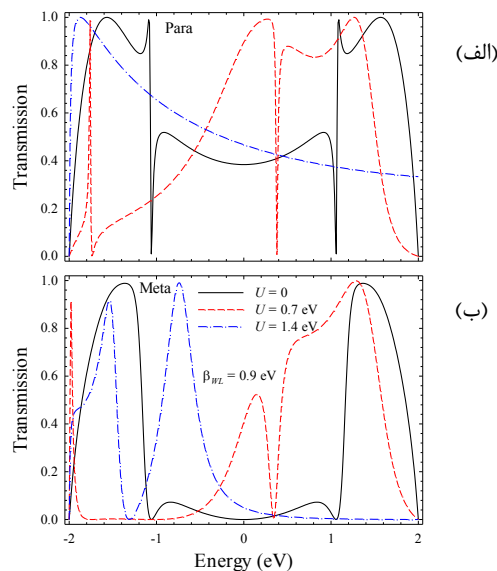 1.0
0.8
0.6
0.4
0.2
0.0
Transmission
Para
(الف)
1.0
0.8
0.6
0.4
0.2
0.0
Transmission
Meta
U = 0
U = 0.7 eV
U = 1.4 eV
β_WL = 0.9 eV
(ب)
-2 -1 0 1 2
Energy (eV)